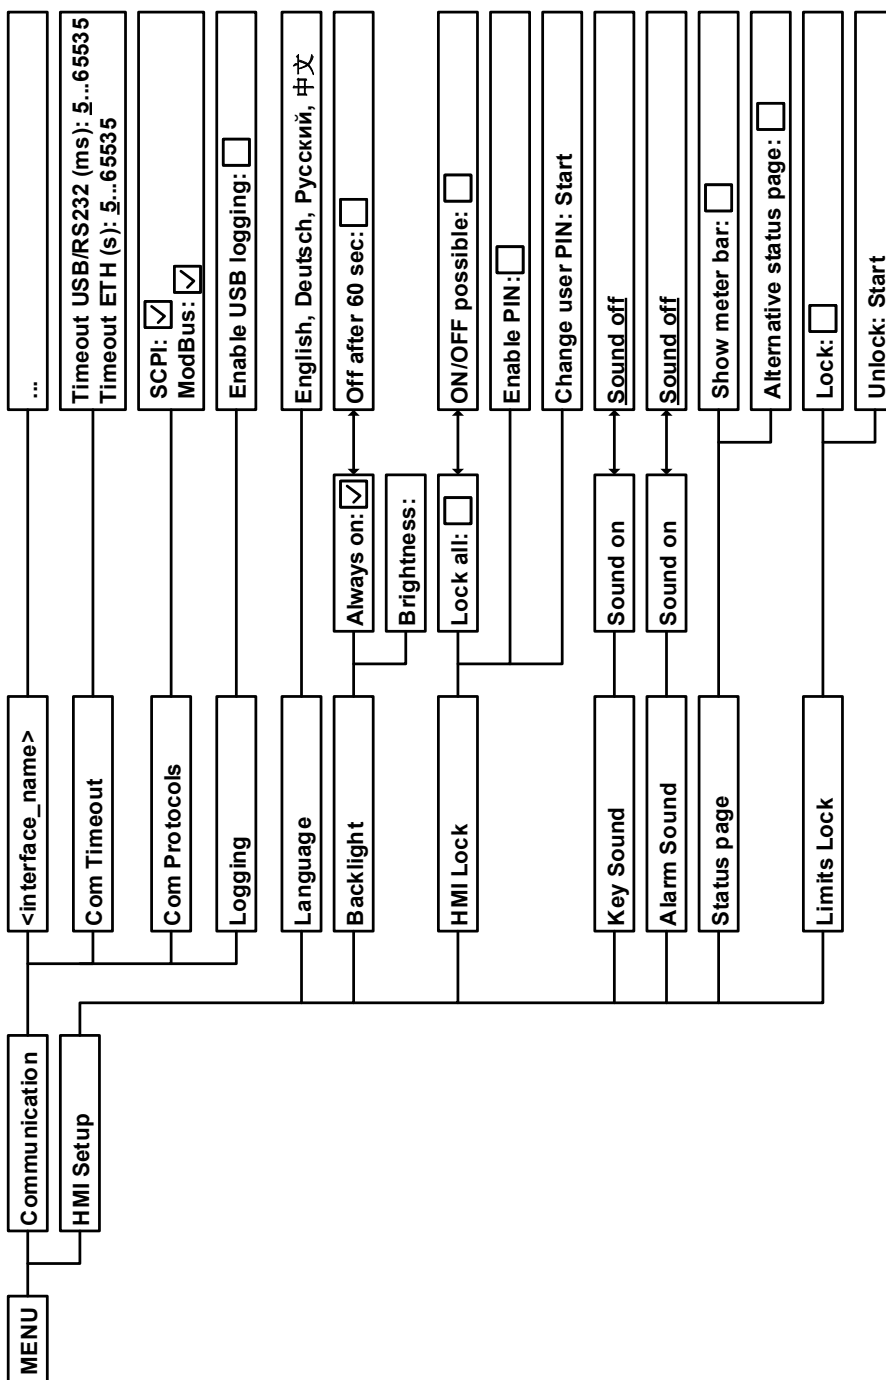 MENU
Communication
<interface_name>
...
Com Timeout
Timeout USB/RS232 (ms): 5...65535
Timeout ETH (s): 5...65535
Com Protocols
SCPI:
ModBus:
Logging
Enable USB logging:
HMI Setup
Language
English, Deutsch, Русский, 中文
Backlight
Always on:
Off after 60 sec:
Brightness:
HMI Lock
Lock all:
ON/OFF possible:
Enable PIN:
Change user PIN: Start
Key Sound
Sound on
Sound off
Alarm Sound
Sound on
Sound off
Status page
Show meter bar:
Alternative status page:
Limits Lock
Lock:
Unlock: Start